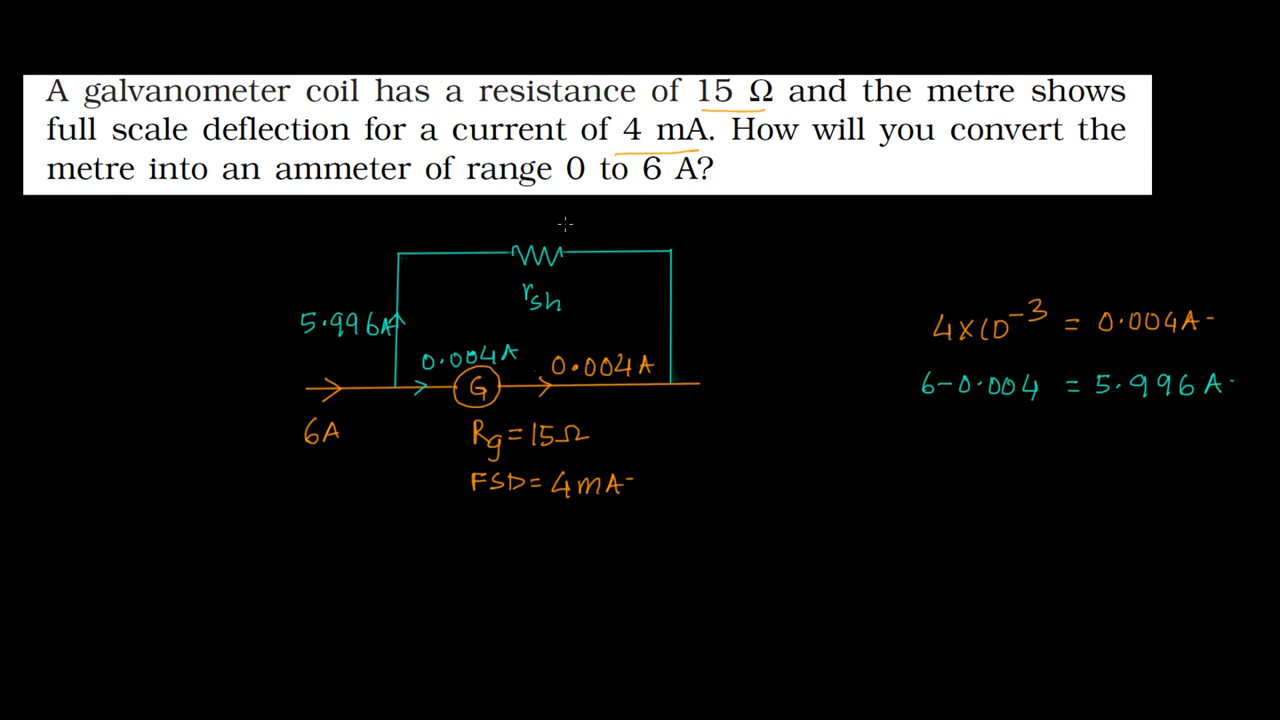 A galvanometer coil has a resistance of 15 Ω and the metre shows
full scale deflection for a current of 4 mA. How will you convert the
metre into an ammeter of range 0 to 6 A?
rsh
5.996A
0.004A
0.004A
G
6A
Rg = 15Ω
FSD = 4mA-
4×10⁻³ = 0.004A-
6-0.004 = 5.996A-